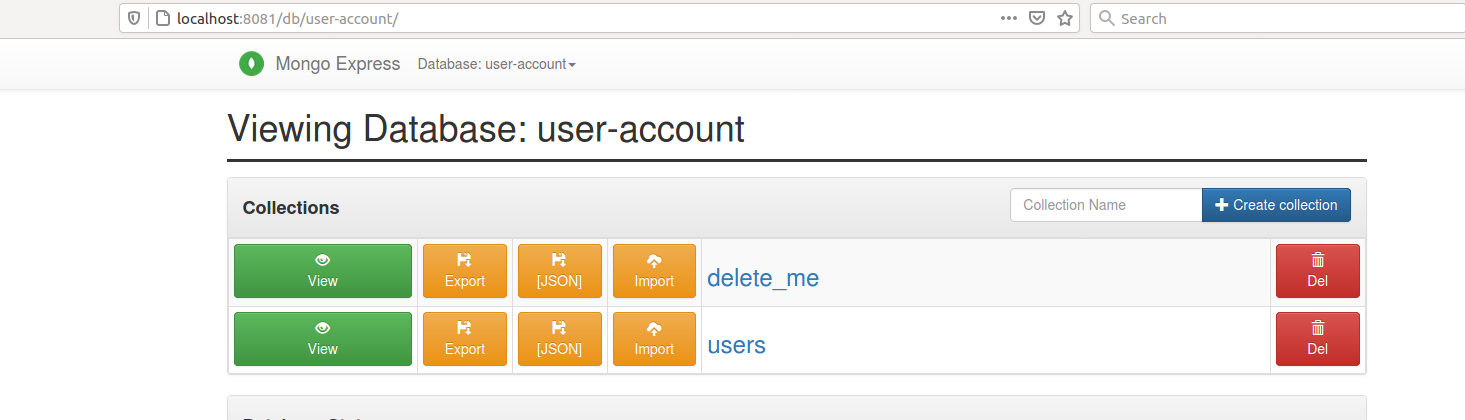 localhost:8081/db/user-account/
Search
Mongo Express
Database: user-account
Viewing Database: user-account
Collections
Collection Name
Create collection
View
Export
[JSON]
Import
delete_me
Del
View
Export
[JSON]
Import
users
Del